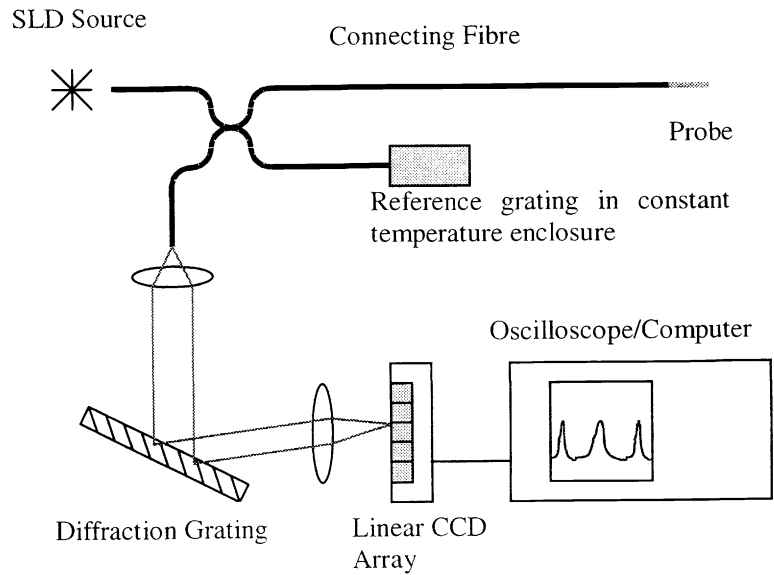 SLD Source
Connecting Fibre
Probe
Reference grating in constant
temperature enclosure
Oscilloscope/Computer
Diffraction Grating
Linear CCD
Array